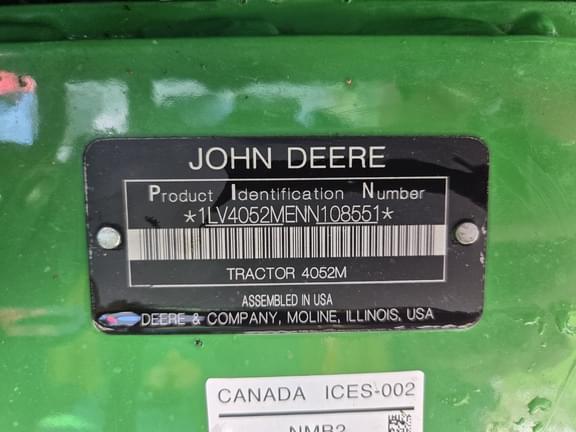 JOHN DEERE
Product Identification Number
*1LV4052MENN108551*
TRACTOR 4052M
ASSEMBLED IN USA
DEERE & COMPANY, MOLINE, ILLINOIS, USA
CANADA ICES-002
NMB2